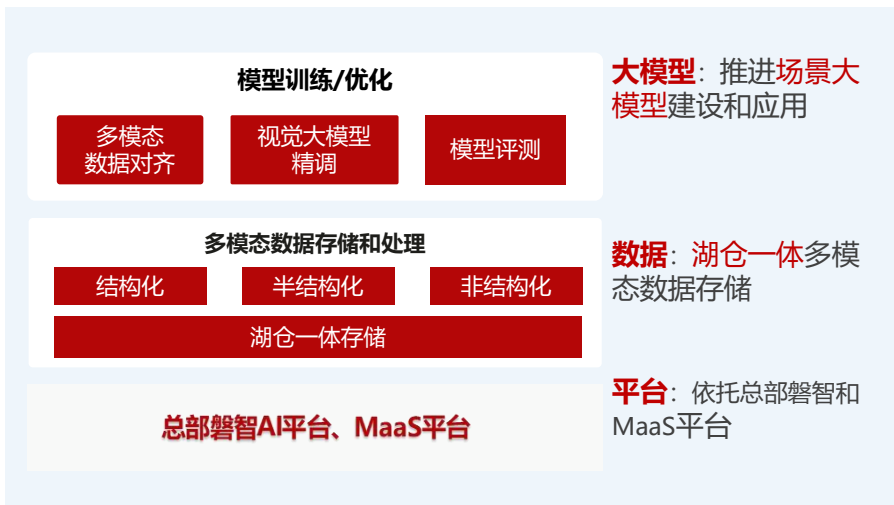 模型训练/优化
多模态
数据对齐
视觉大模型
精调
模型评测
多模态数据存储和处理
结构化
半结构化
非结构化
湖仓一体存储
总部磐智AI平台、MaaS平台
大模型：推进场景大
模型建设和应用
数据：湖仓一体多模
态数据存储
平台：依托总部磐智和
MaaS平台